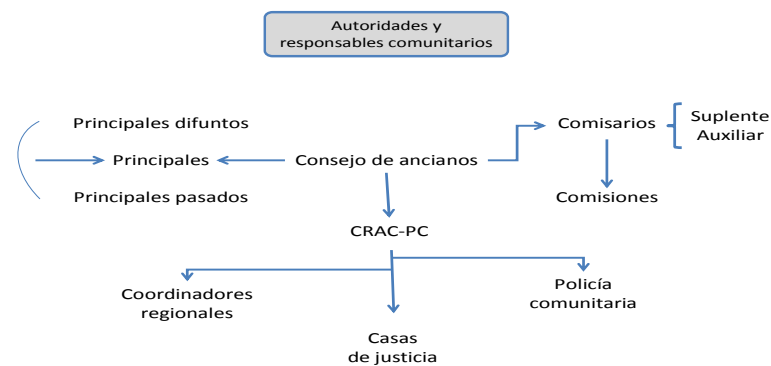 Autoridades y
responsables comunitarios
Principales difuntos
Comisarios
Suplente
Auxiliar
Principales
Consejo de ancianos
Principales pasados
Comisiones
CRAC-PC
Coordinadores
regionales
Policía
comunitaria
Casas
de justicia